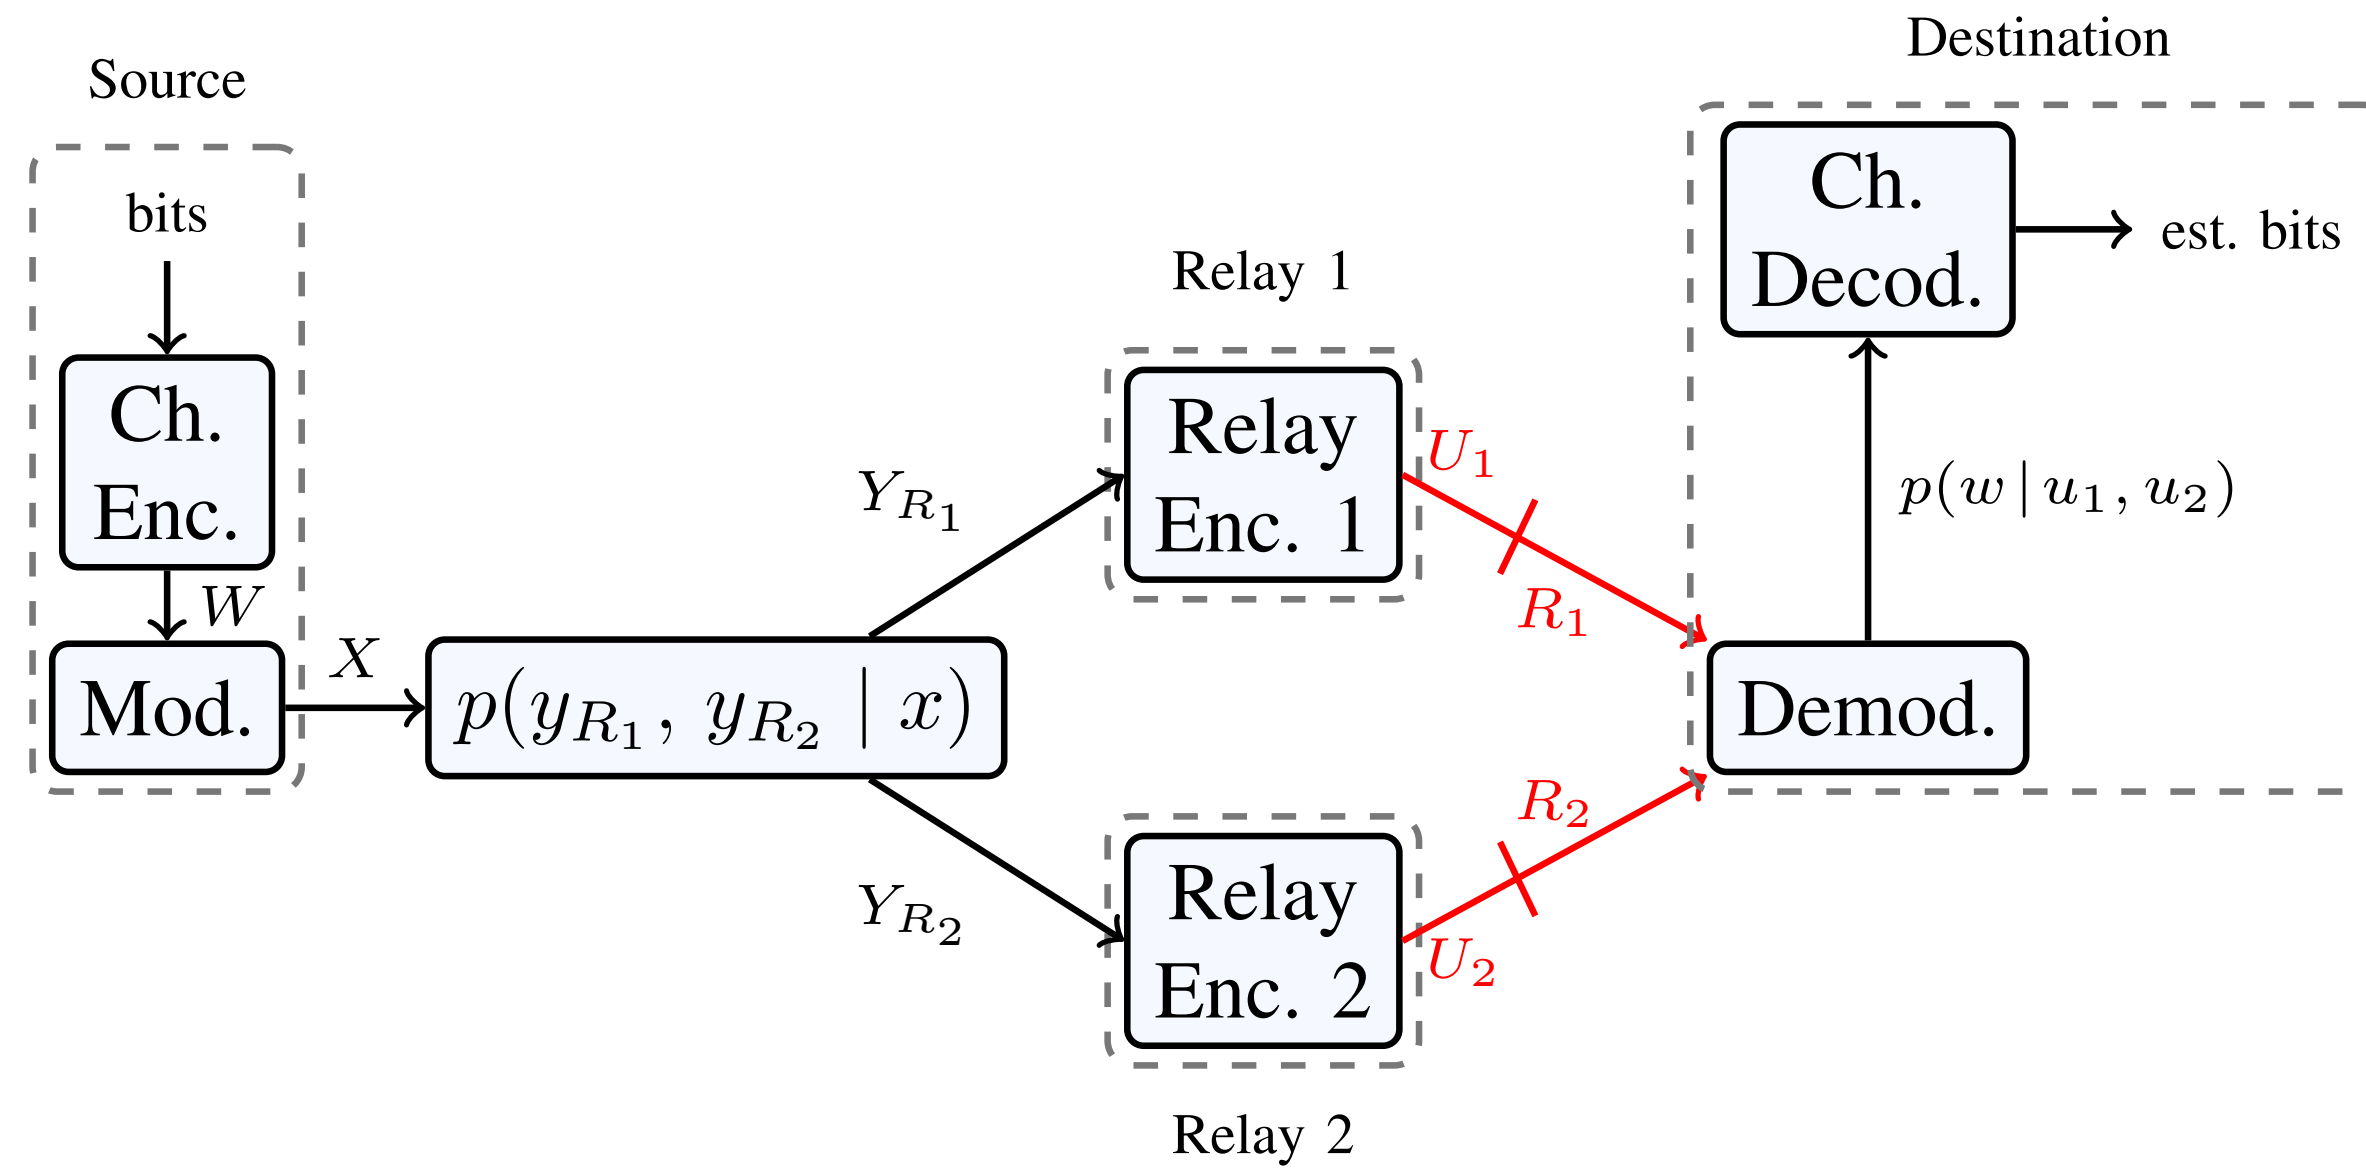 Source
bits
Ch.
Enc.
W
Mod.
X
p(y_{R_1}, y_{R_2} | x)
Y_{R_1}
Y_{R_2}
Relay 1
Relay
Enc. 1
U_1
R_1
Relay
Enc. 2
Relay 2
U_2
R_2
Destination
Ch.
Decod.
est. bits
p(w | u_1, u_2)
Demod.